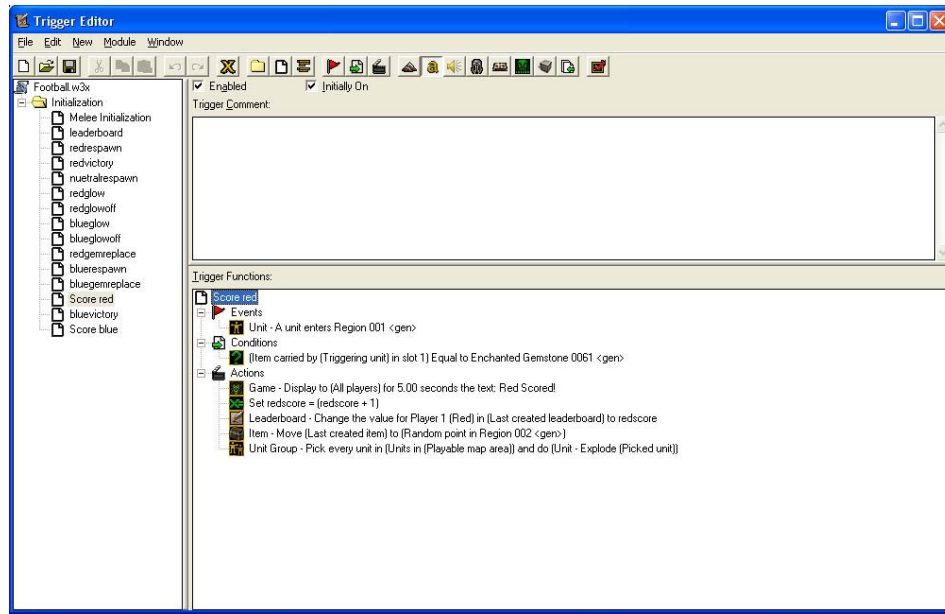 Trigger Editor
File Edit New Module Window
Football.w3x
Initialization
Melee Initialization
leaderboard
redrespawn
redvictory
nuetralrespawn
redglow
redglowoff
blueglow
blueglowoff
redgemreplace
bluerespawn
bluegemreplace
Score red
bluevictory
Score blue
Enabled Initially On
Trigger Comment:
Trigger Functions:
Score red
Events
Unit - A unit enters Region 001 <gen>
Conditions
(Item carried by (Triggering unit) in slot 1) Equal to Enchanted Gemstone 0061 <gen>
Actions
Game - Display to (All players) for 5.00 seconds the text: Red Scored!
Set redscore = (redscore + 1)
Leaderboard - Change the value for Player 1 (Red) in (Last created leaderboard) to redscore
Item - Move (Last created item) to (Random point in Region 002 <gen>)
Unit Group - Pick every unit in (Units in (Playable map area)) and do (Unit - Explode (Picked unit))